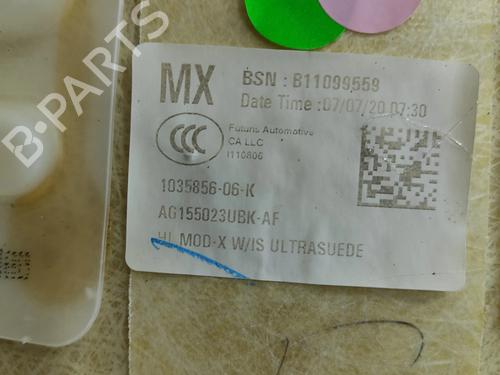 MX
BSN : B11099559
Date Time :07/07/20 07:30
CCC
Futuris Automotive
CA LLC
I110806
1035856-06-K
AG155023UBK-AF
HL MOD-X W/IS ULTRASUEDE
B-PARTS